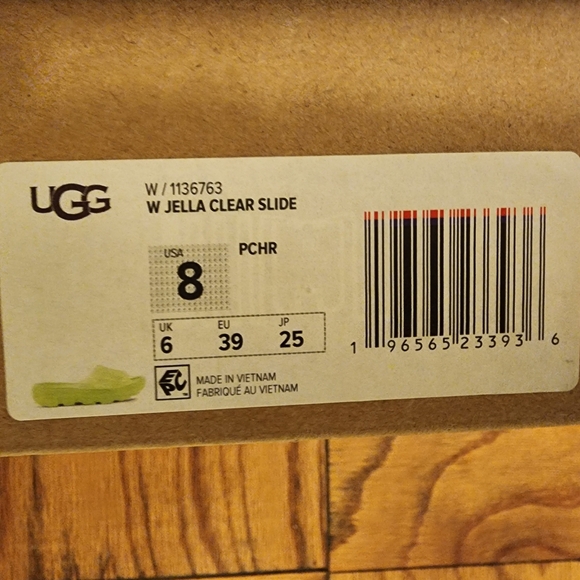 UGG
W / 1136763
W JELLA CLEAR SLIDE
USA
8
PCHR
UK
6
EU
39
JP
25
EPC
MADE IN VIETNAM
FABRIQUÉ AU VIETNAM
1 96565 23393 6